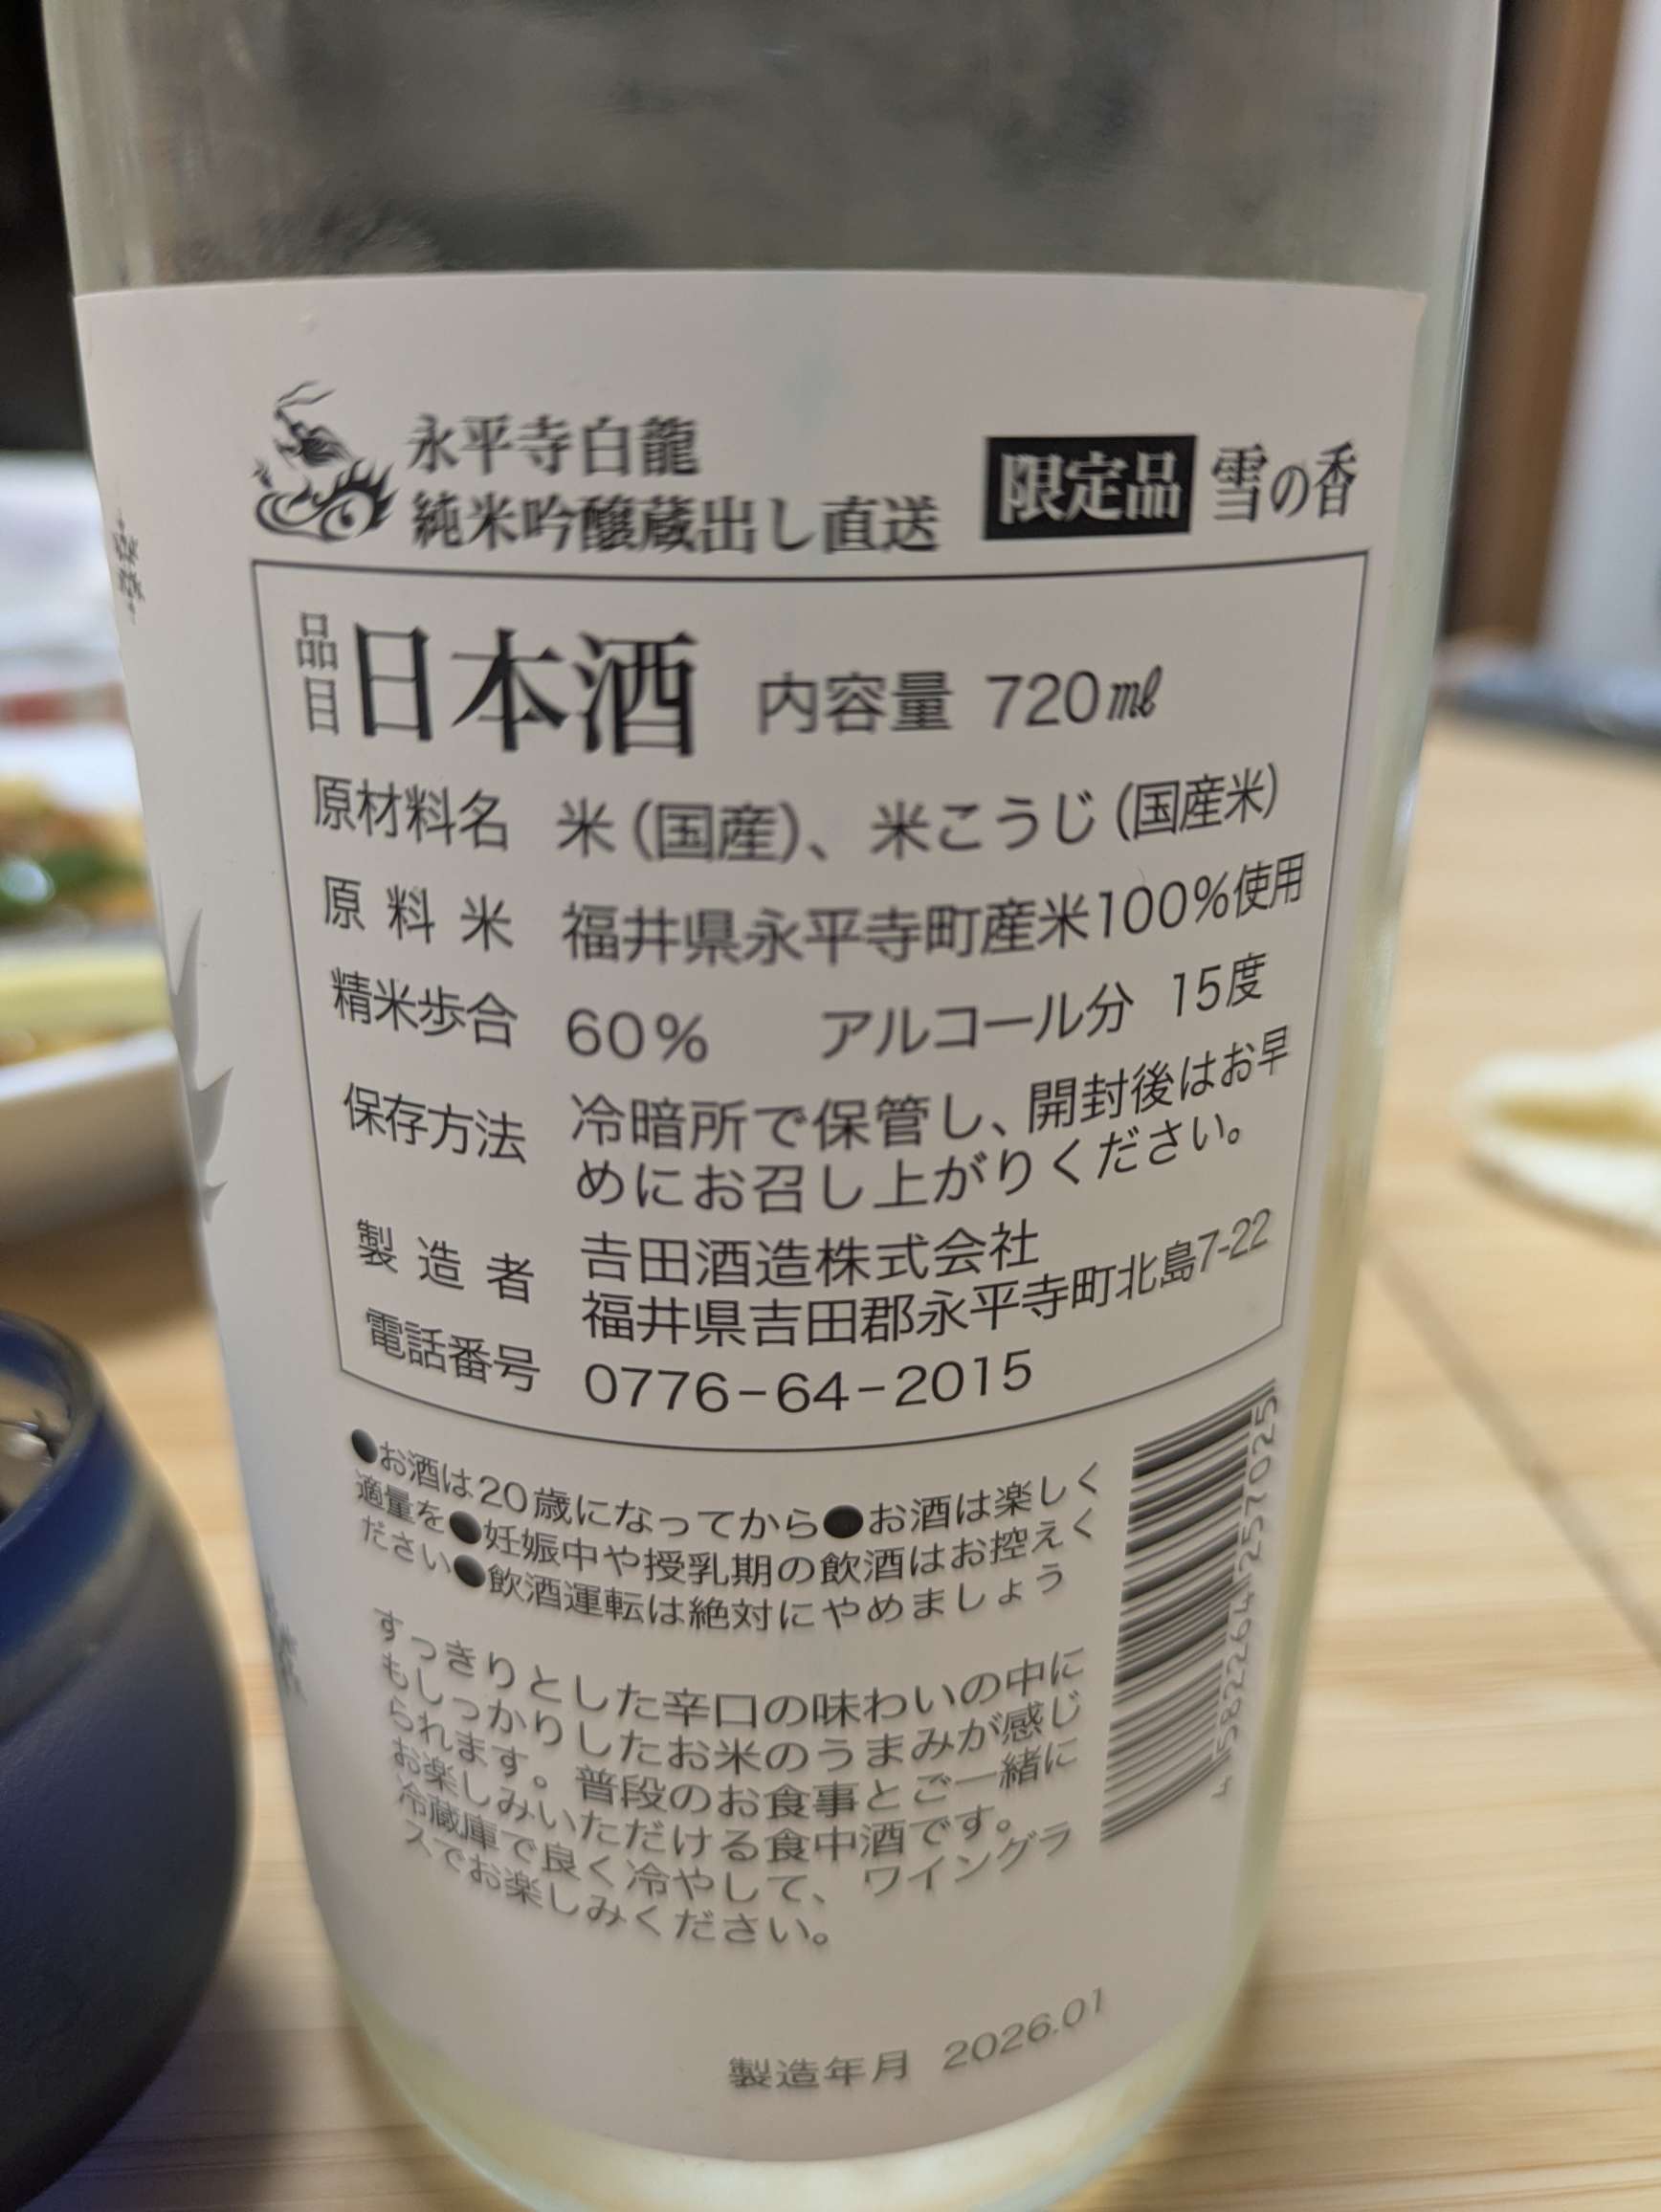 永平寺白龍
純米吟醸蔵出し直送 限定品 雪の香
品目 日本酒 内容量 720㎖
原材料名 米（国産）、米こうじ（国産米）
原料米 福井県永平寺町産米100%使用
精米歩合 60% アルコール分 15度
保存方法 冷暗所で保管し、開封後はお早
めにお召し上がりください。
製造者 吉田酒造株式会社
福井県吉田郡永平寺町北島7-22
電話番号 0776-64-2015
●お酒は20歳になってから●お酒は楽しく
適量を●妊娠中や授乳期の飲酒はお控えく
ださい●飲酒運転は絶対にやめましょう
すっきりとした辛口の味わいの中に
もしっかりしたお米のうまみが感じ
られます。普段のお食事とご一緒に
お楽しみいただける食中酒です。
冷蔵庫で良く冷やして、ワイングラ
スでお楽しみください。
4 582264 257025
製造年月 2026.01